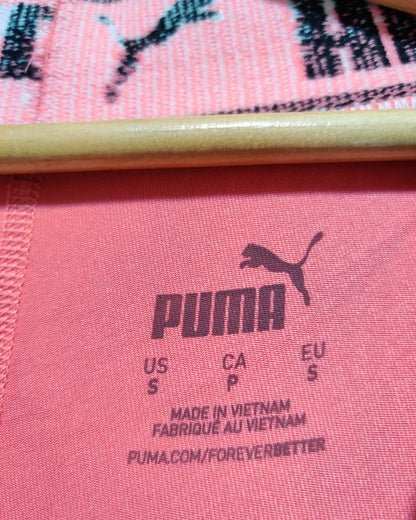 PUMA
US CA EU
S P S
MADE IN VIETNAM
FABRIQUÉ AU VIETNAM
PUMA.COM/FOREVERBETTER